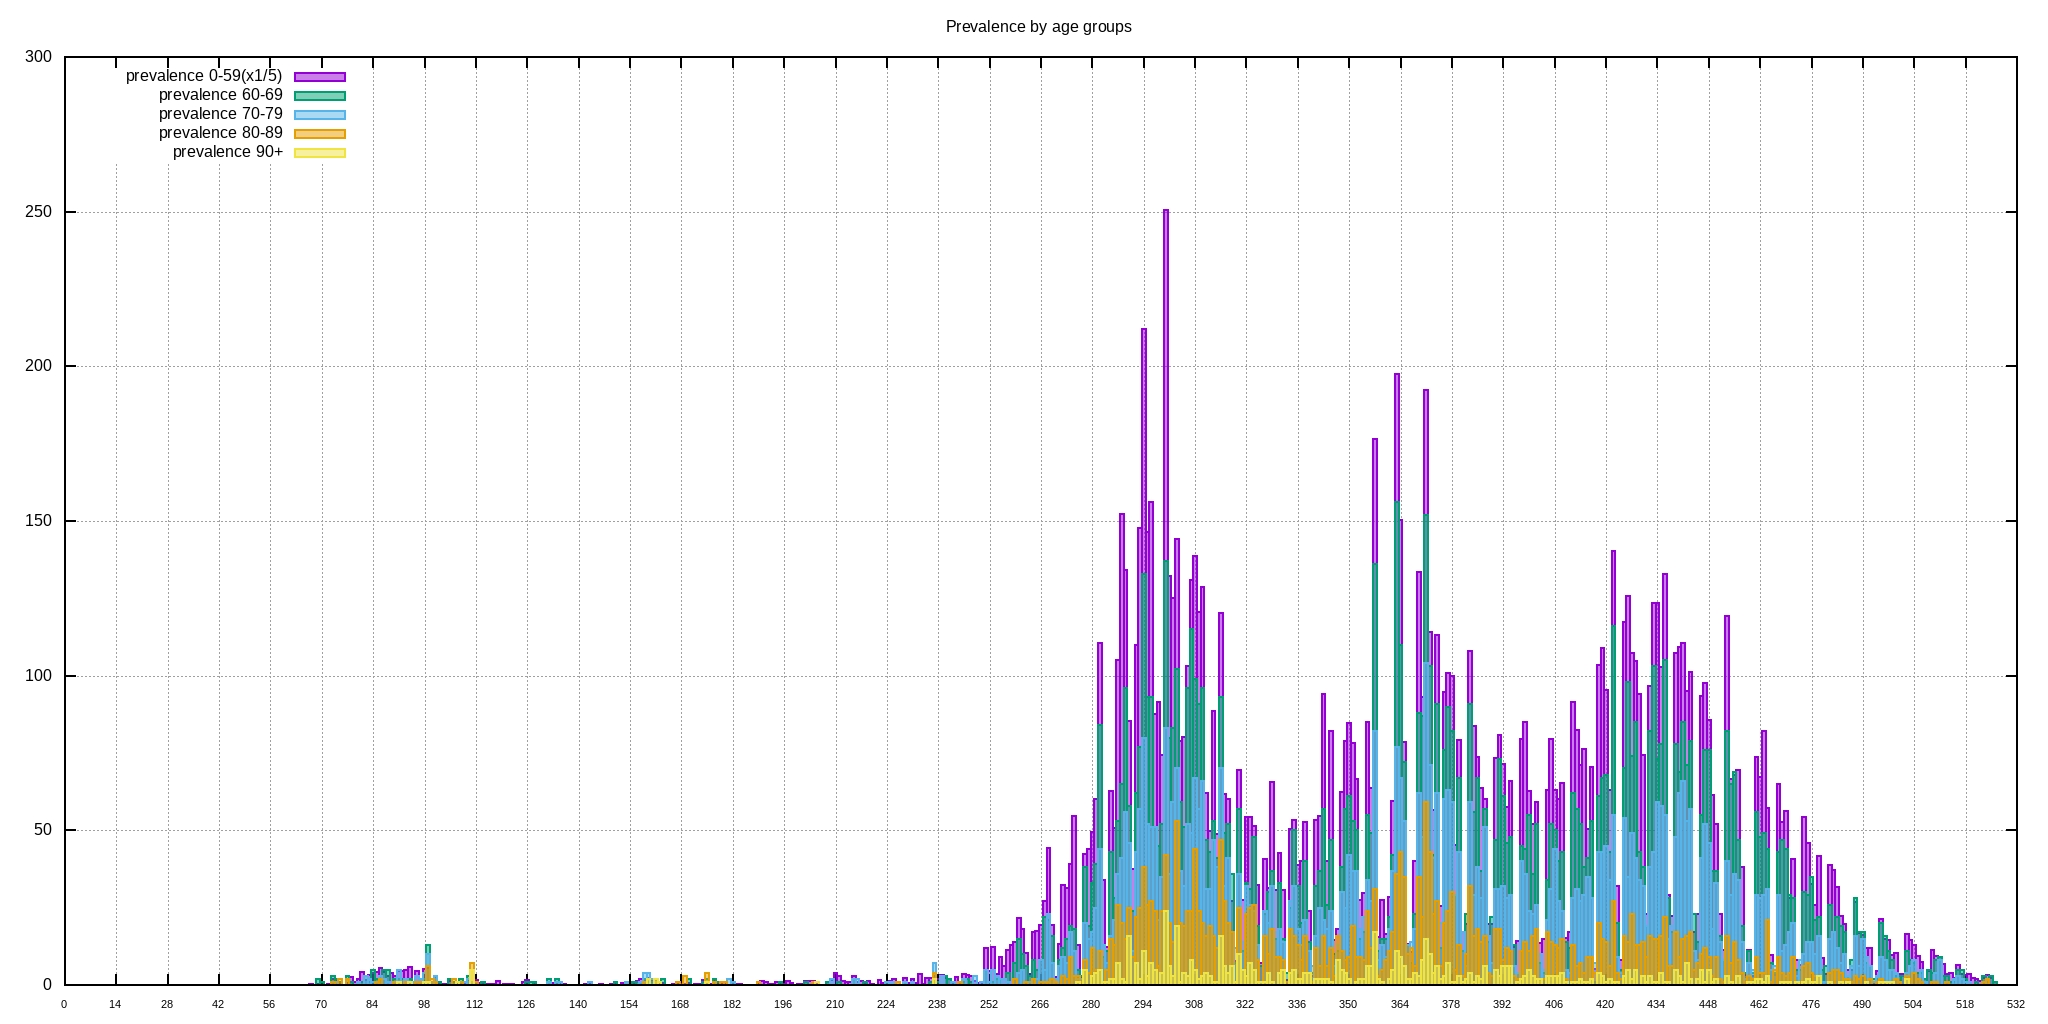 Prevalence by age groups
300
250
200
150
100
50
0
prevalence 0-59(x1/5)
prevalence 60-69
prevalence 70-79
prevalence 80-89
prevalence 90+
0 14 28 42 56 70 84 98 112 126 140 154 168 182 196 210 224 238 252 266 280 294 308 322 336 350 364 378 392 406 420 434 448 462 476 490 504 518 532